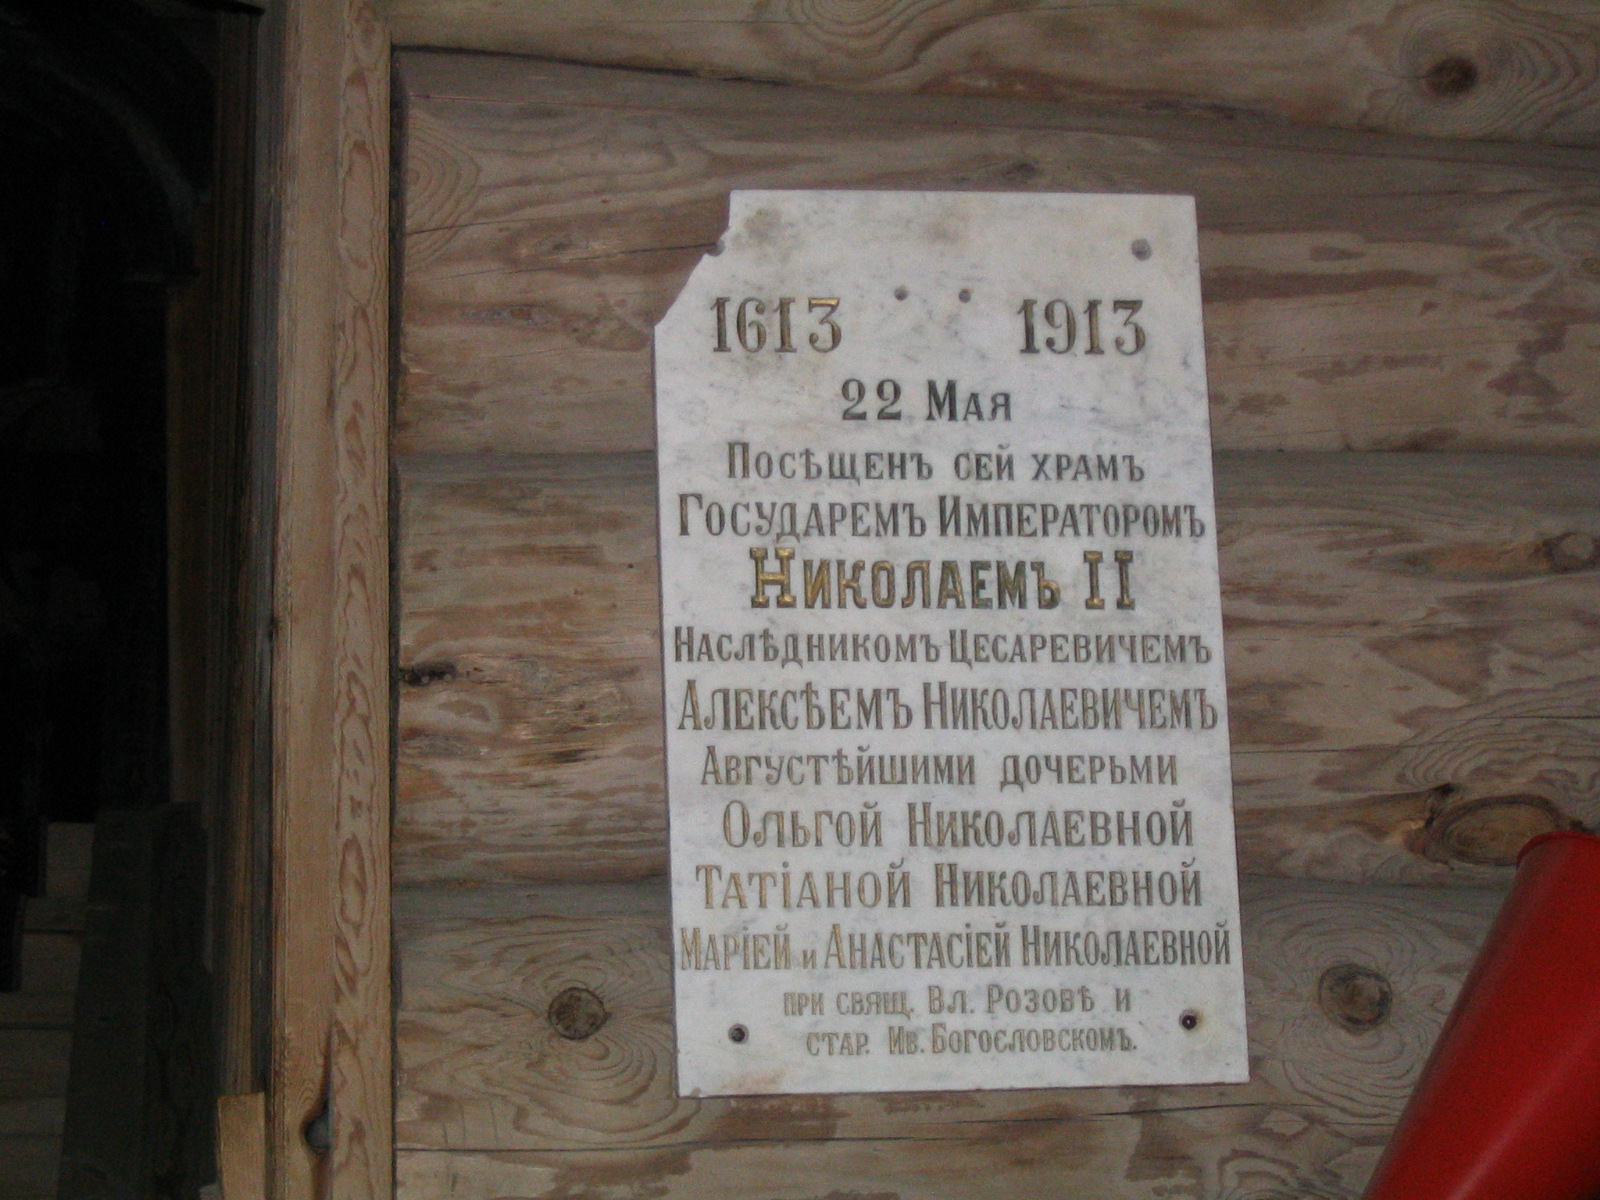 1613 1913
22 Мая
Посѣщенъ сей храмъ
Государемъ Императоромъ
Николаемъ II
Наслѣдникомъ Цесаревичемъ
Алексѣемъ Николаевичемъ
Августѣйшими дочерьми
Ольгой Николаевной
Татіаной Николаевной
Маріей и Анастасіей Николаевной
при свящ. Вл. Розовѣ и
стар. Ив. Богословскомъ.